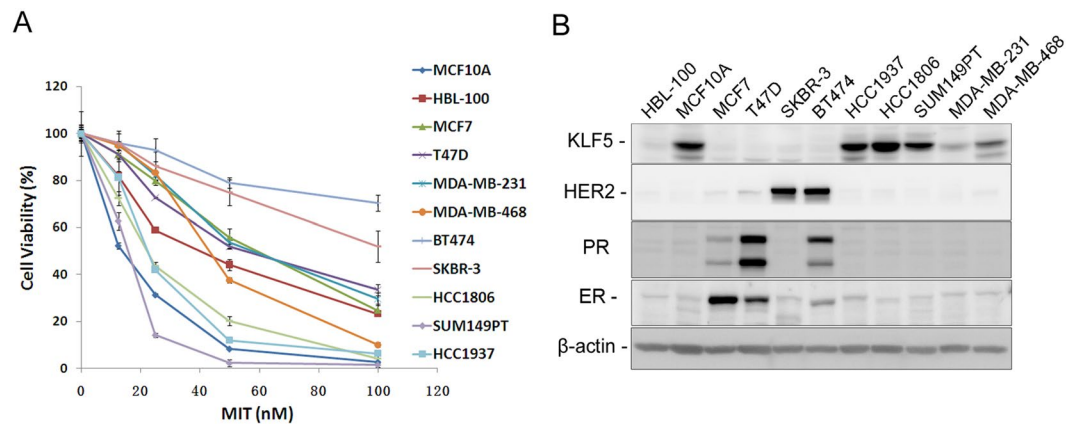 A
Cell Viability (%)
120
100
80
60
40
20
0
0 20 40 60 80 100 120
MIT (nM)
MCF10A
HBL-100
MCF7
T47D
MDA-MB-231
MDA-MB-468
BT474
SKBR-3
HCC1806
SUM149PT
HCC1937
B
HBL-100 MCF10A MCF7 T47D SKBR-3 BT474 HCC1937 HCC1806 SUM149PT MDA-MB-231 MDA-MB-468
KLF5 -
HER2 -
PR
ER -
β-actin -